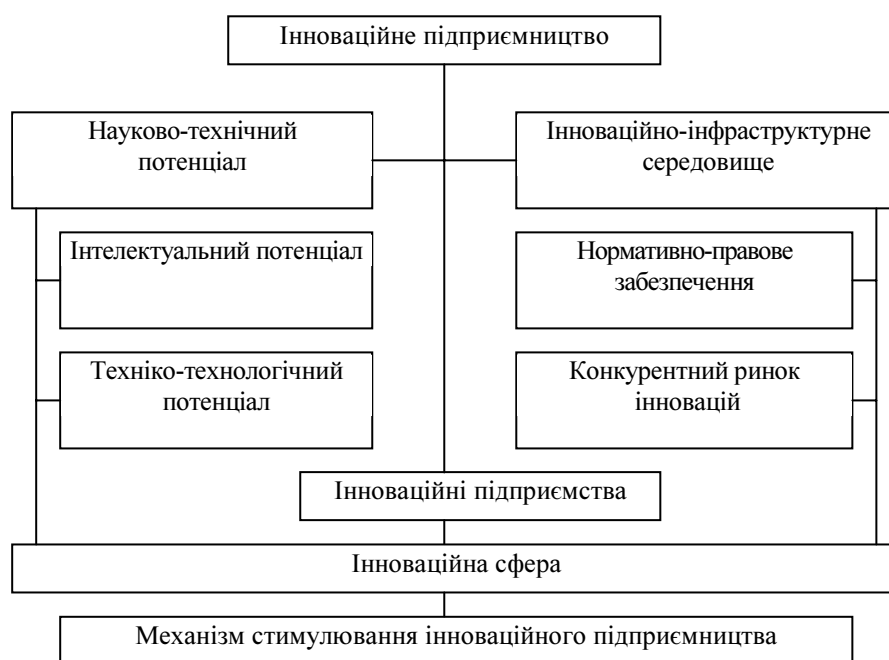 Інноваційне підприємництво
Науково-технічний
потенціал
Інноваційно-інфраструктурне
середовище
Інтелектуальний потенціал
Нормативно-правове
забезпечення
Техніко-технологічний
потенціал
Конкурентний ринок
інновацій
Інноваційні підприємства
Інноваційна сфера
Механізм стимулювання інноваційного підприємництва